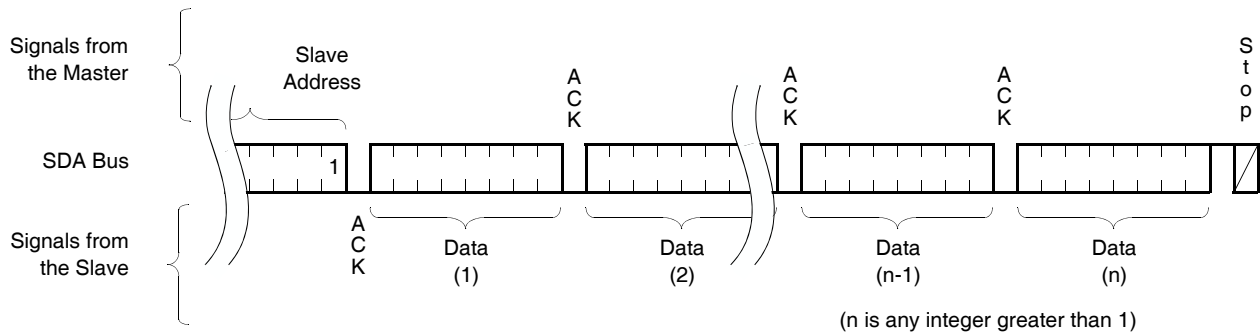 Signals from
the Master
Slave
Address
A
C
K
A
C
K
A
C
K
S
t
o
p
SDA Bus
1
Signals from
the Slave
A
C
K
Data
(1)
Data
(2)
Data
(n-1)
Data
(n)
(n is any integer greater than 1)